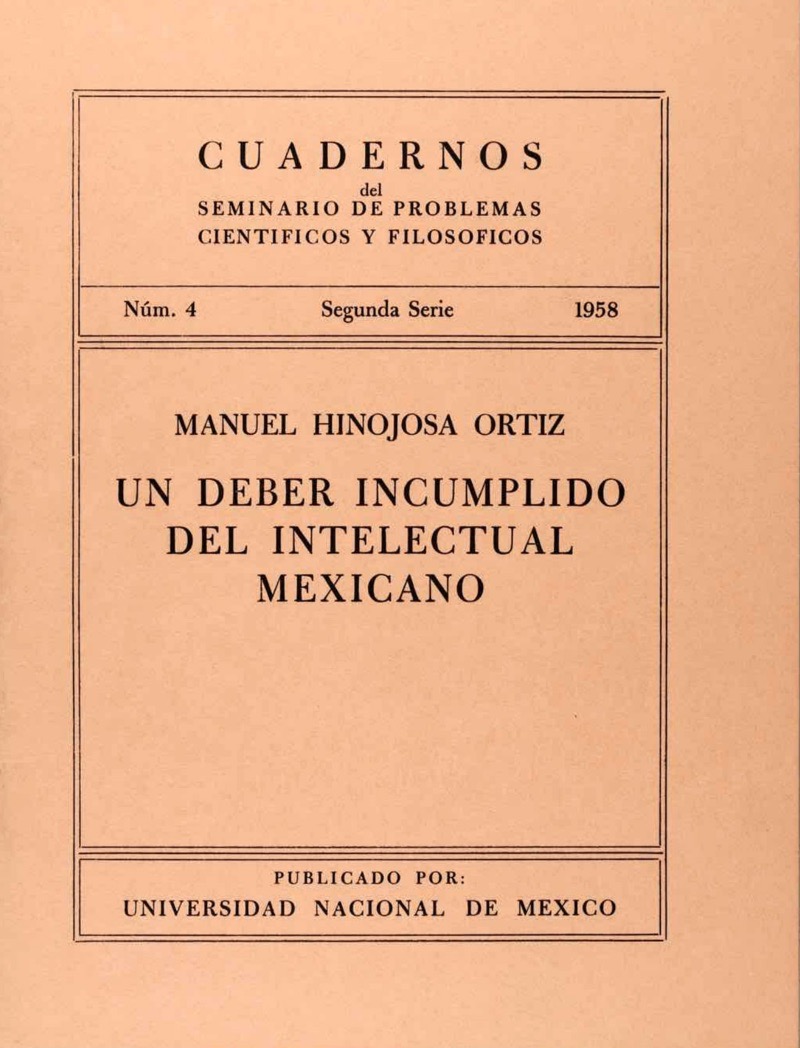 CUADERNOS
del
SEMINARIO DE PROBLEMAS
CIENTIFICOS Y FILOSOFICOS
Núm. 4 Segunda Serie 1958
MANUEL HINOJOSA ORTIZ
UN DEBER INCUMPLIDO
DEL INTELECTUAL
MEXICANO
PUBLICADO POR:
UNIVERSIDAD NACIONAL DE MEXICO